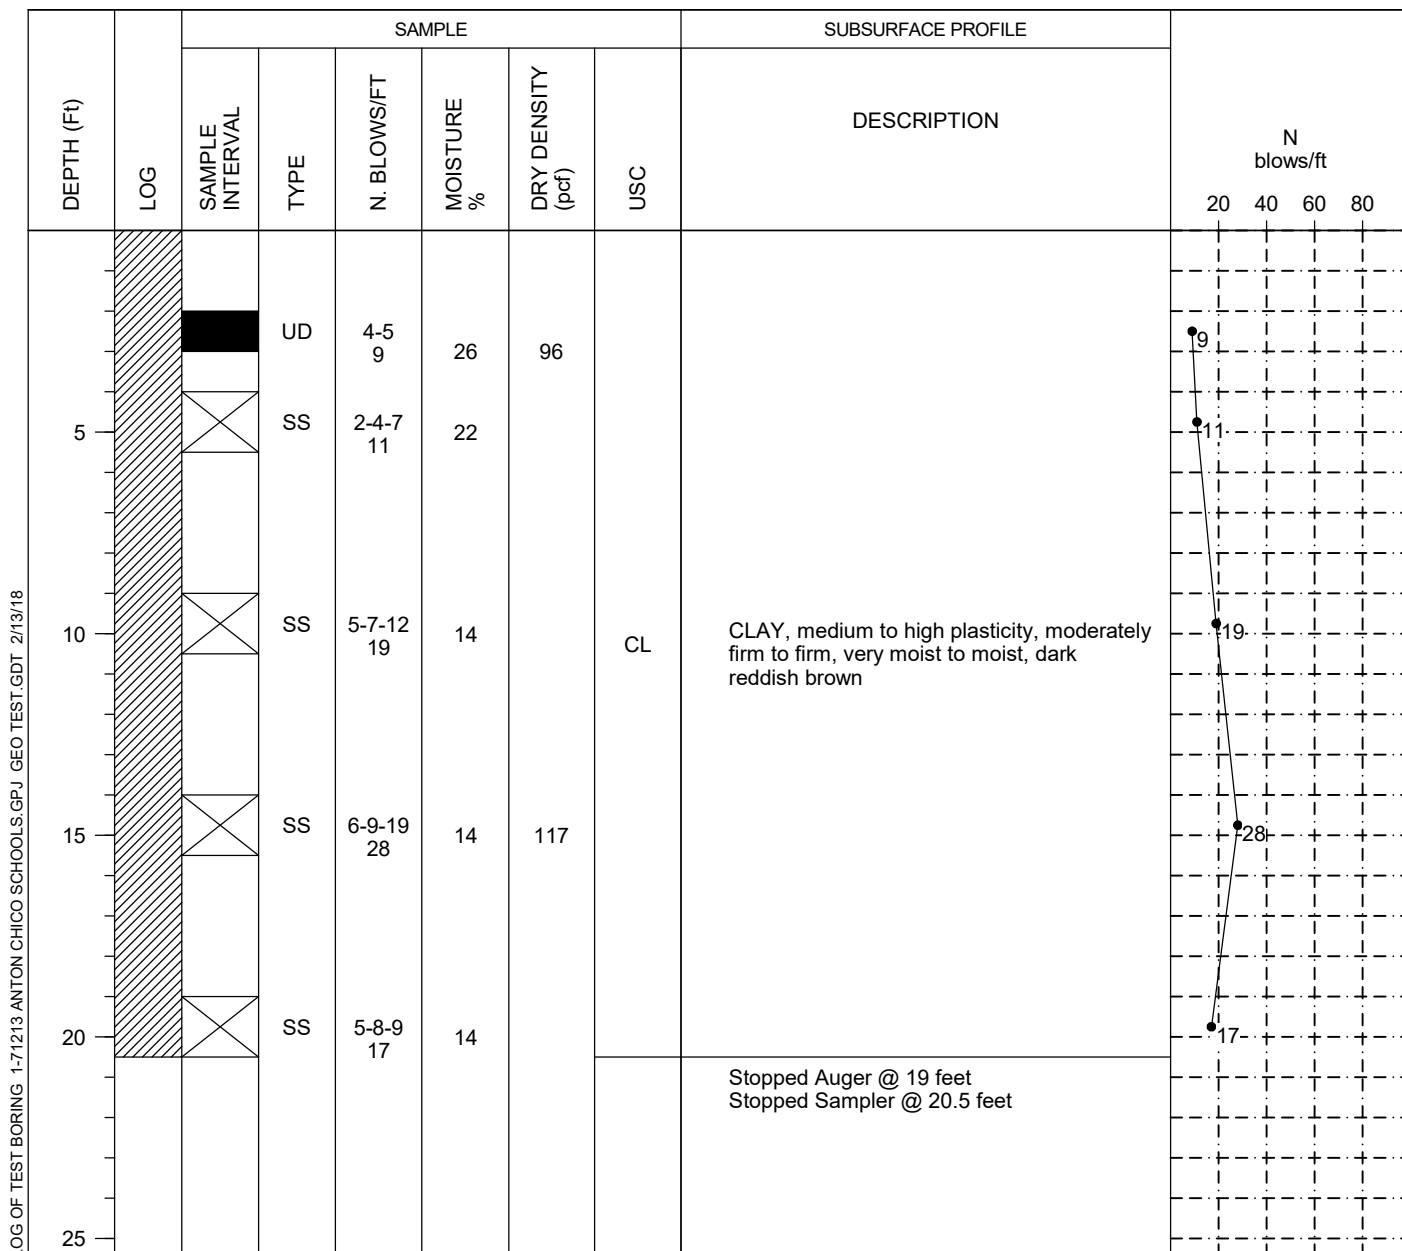 SAMPLE
SUBSURFACE PROFILE
DEPTH (Ft)
LOG
SAMPLE
INTERVAL
TYPE
N. BLOWS/FT
MOISTURE
%
DRY DENSITY
(pcf)
USC
DESCRIPTION
N
blows/ft
20 40 60 80
UD 4-5
9 26 96
9
5 SS 2-4-7
11 22
11
10 SS 5-7-12
19 14
CL
CLAY, medium to high plasticity, moderately
firm to firm, very moist to moist, dark
reddish brown
19
15 SS 6-9-19
28 14 117
28
20 SS 5-8-9
17 14
17
Stopped Auger @ 19 feet
Stopped Sampler @ 20.5 feet
25
LOG OF TEST BORING 1-71213 ANTON CHICO SCHOOLS.GPJ GEO TEST.GDT 2/13/18